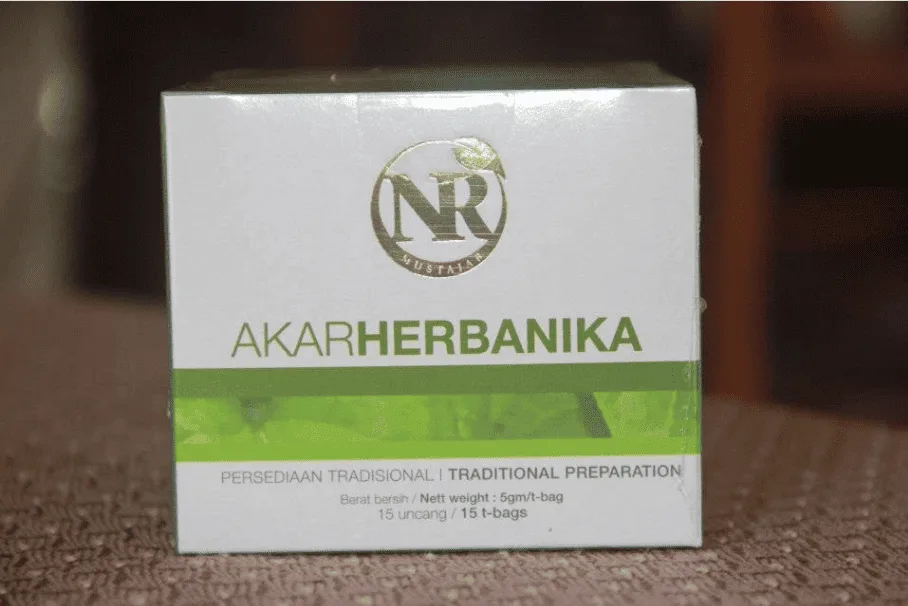 NR
MUSTAJAB
AKARHERBANIKA
PERSEDIAAN TRADISIONAL | TRADITIONAL PREPARATION
Berat bersih / Nett weight : 5gm/t-bag
15 uncang / 15 t-bags